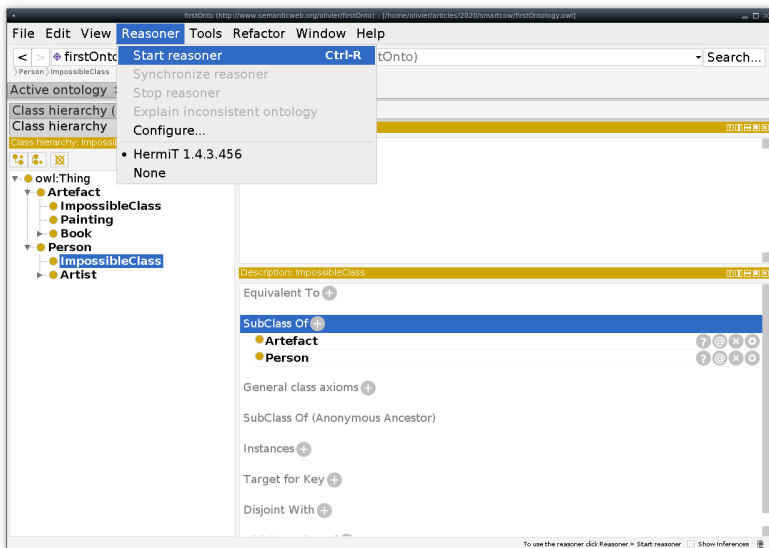 firstOnto (http://www.semanticweb.org/olivier/firstOnto) : [/home/olivier/articles/2020/smartcow/firstOntology.owl]
File Edit View Reasoner Tools Refactor Window Help
< > firstOnto tOnto) Search...
Person ImpossibleClass
Active ontology
Start reasoner Ctrl-R
Synchronize reasoner
Stop reasoner
Explain inconsistent ontology
Configure...
HermiT 1.4.3.456
None
Class hierarchy (
Class hierarchy
Class hierarchy: Impossi
owl:Thing
Artefact
ImpossibleClass
Painting
Book
Person
ImpossibleClass
Artist
Description: ImpossibleClass
Equivalent To
SubClass Of
Artefact
Person
General class axioms
SubClass Of (Anonymous Ancestor)
Instances
Target for Key
Disjoint With
To use the reasoner click Reasoner > Start reasoner Show Inferences